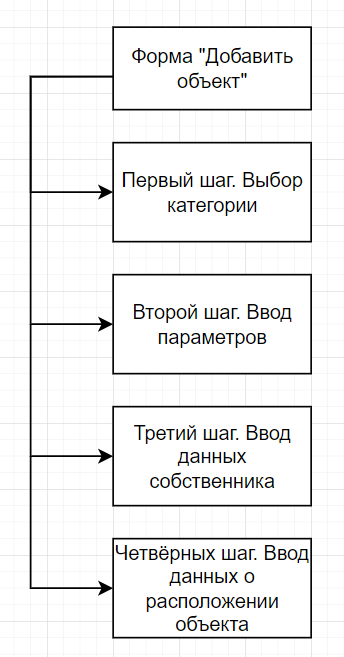 Форма "Добавить
объект"
Первый шаг. Выбор
категории
Второй шаг. Ввод
параметров
Третий шаг. Ввод
данных
собственника
Четвёрных шаг. Ввод
данных о
расположении
объекта